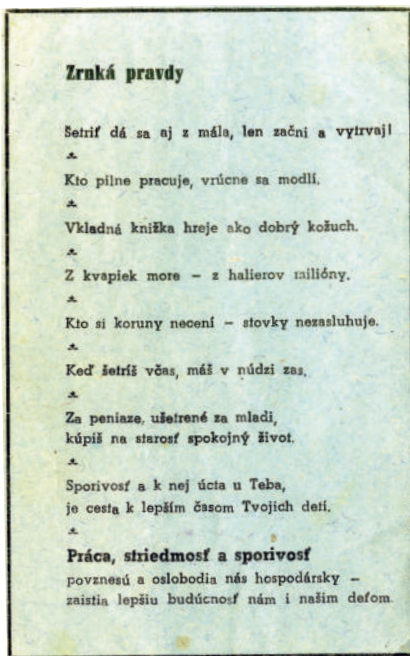 Zrnká pravdy
Šetriť dá sa aj z mála, len začni a vytrvaj!
Kto pilne pracuje, vrúcne sa modlí.
Vkladná knižka hreje ako dobrý kožuch.
Z kvapiek more – z halierov milióny.
Kto si koruny necení – stovky nezasluhuje.
Keď šetríš včas, máš v núdzi zas.
Za peniaze, ušetrené za mladi,
kúpiš na starosť spokojný život.
Sporivosť a k nej úcta u Teba,
je cesta k lepším časom Tvojich detí.
Práca, striedmosť a sporivosť
povznesú a oslobodia nás hospodársky –
zaistia lepšiu budúcnosť nám i našim deťom.